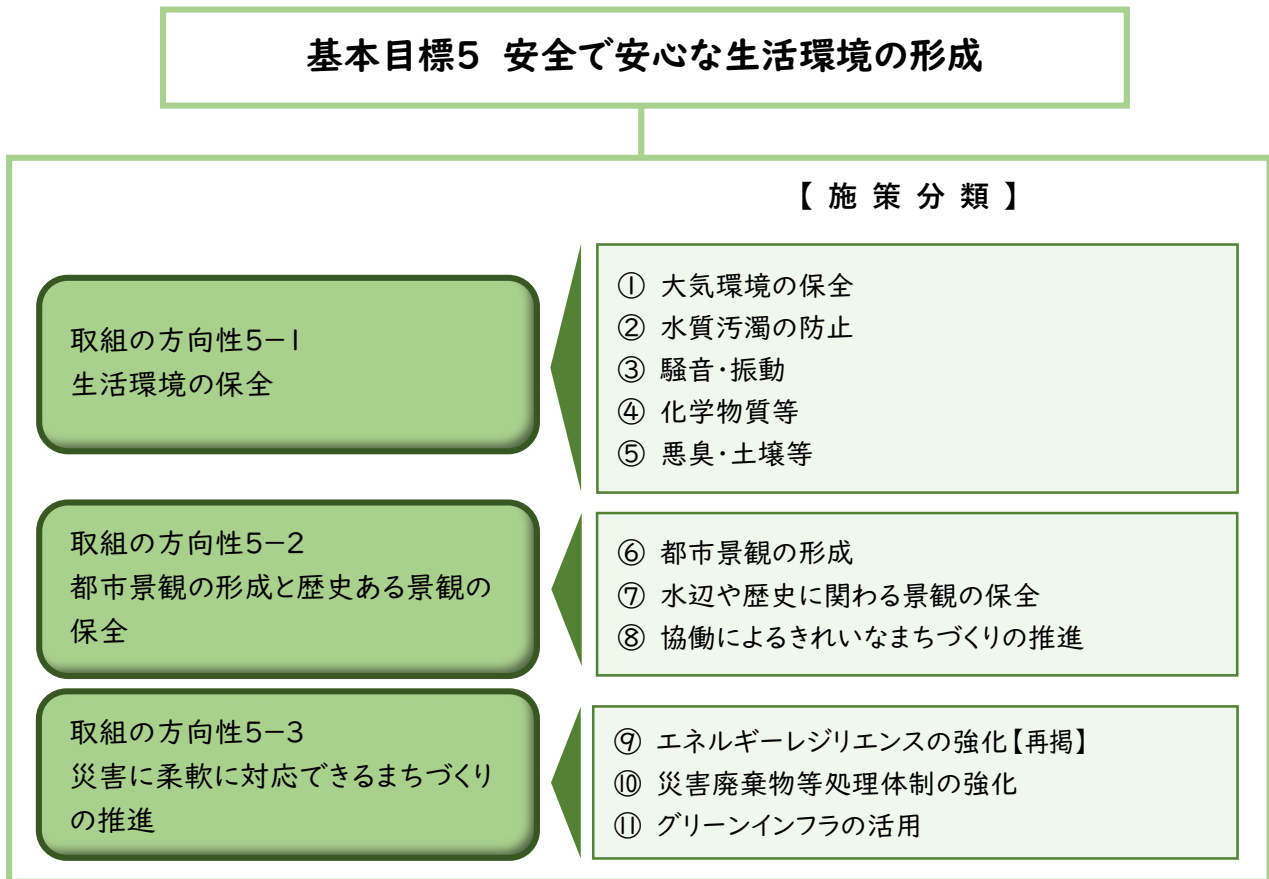 基本目標5 安全で安心な生活環境の形成
【 施 策 分 類 】
取組の方向性5－1
生活環境の保全
① 大気環境の保全
② 水質汚濁の防止
③ 騒音・振動
④ 化学物質等
⑤ 悪臭・土壌等
取組の方向性5－2
都市景観の形成と歴史ある景観の
保全
⑥ 都市景観の形成
⑦ 水辺や歴史に関わる景観の保全
⑧ 協働によるきれいなまちづくりの推進
取組の方向性5－3
災害に柔軟に対応できるまちづくり
の推進
⑨ エネルギーレジリエンスの強化【再掲】
⑩ 災害廃棄物等処理体制の強化
⑪ グリーンインフラの活用